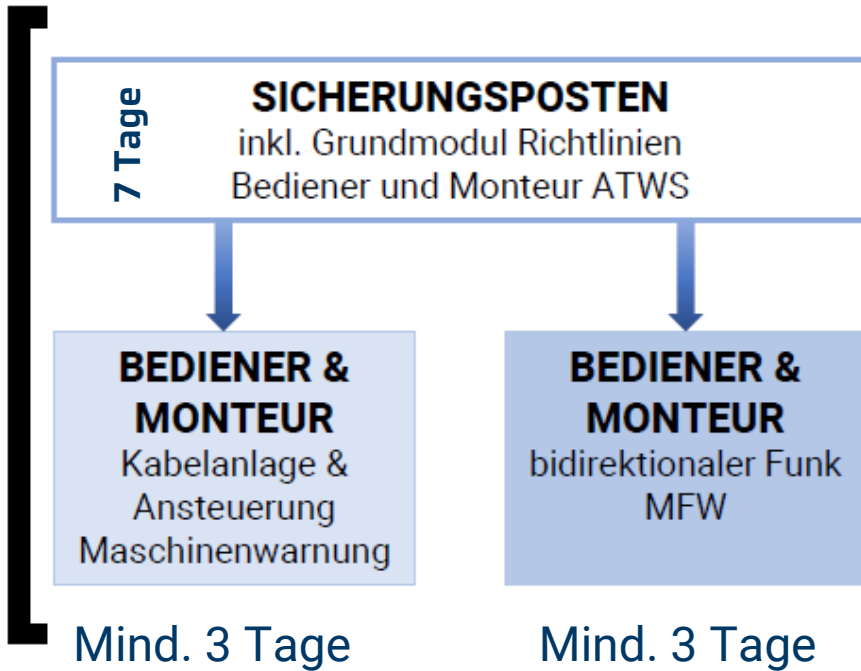 7 Tage
SICHERUNGSPOSTEN
inkl. Grundmodul Richtlinien
Bediener und Monteur ATWS
BEDIENER &
MONTEUR
Kabelanlage &
Ansteuerung
Maschinenwarnung
BEDIENER &
MONTEUR
bidirektionaler Funk
MFW
Mind. 3 Tage
Mind. 3 Tage